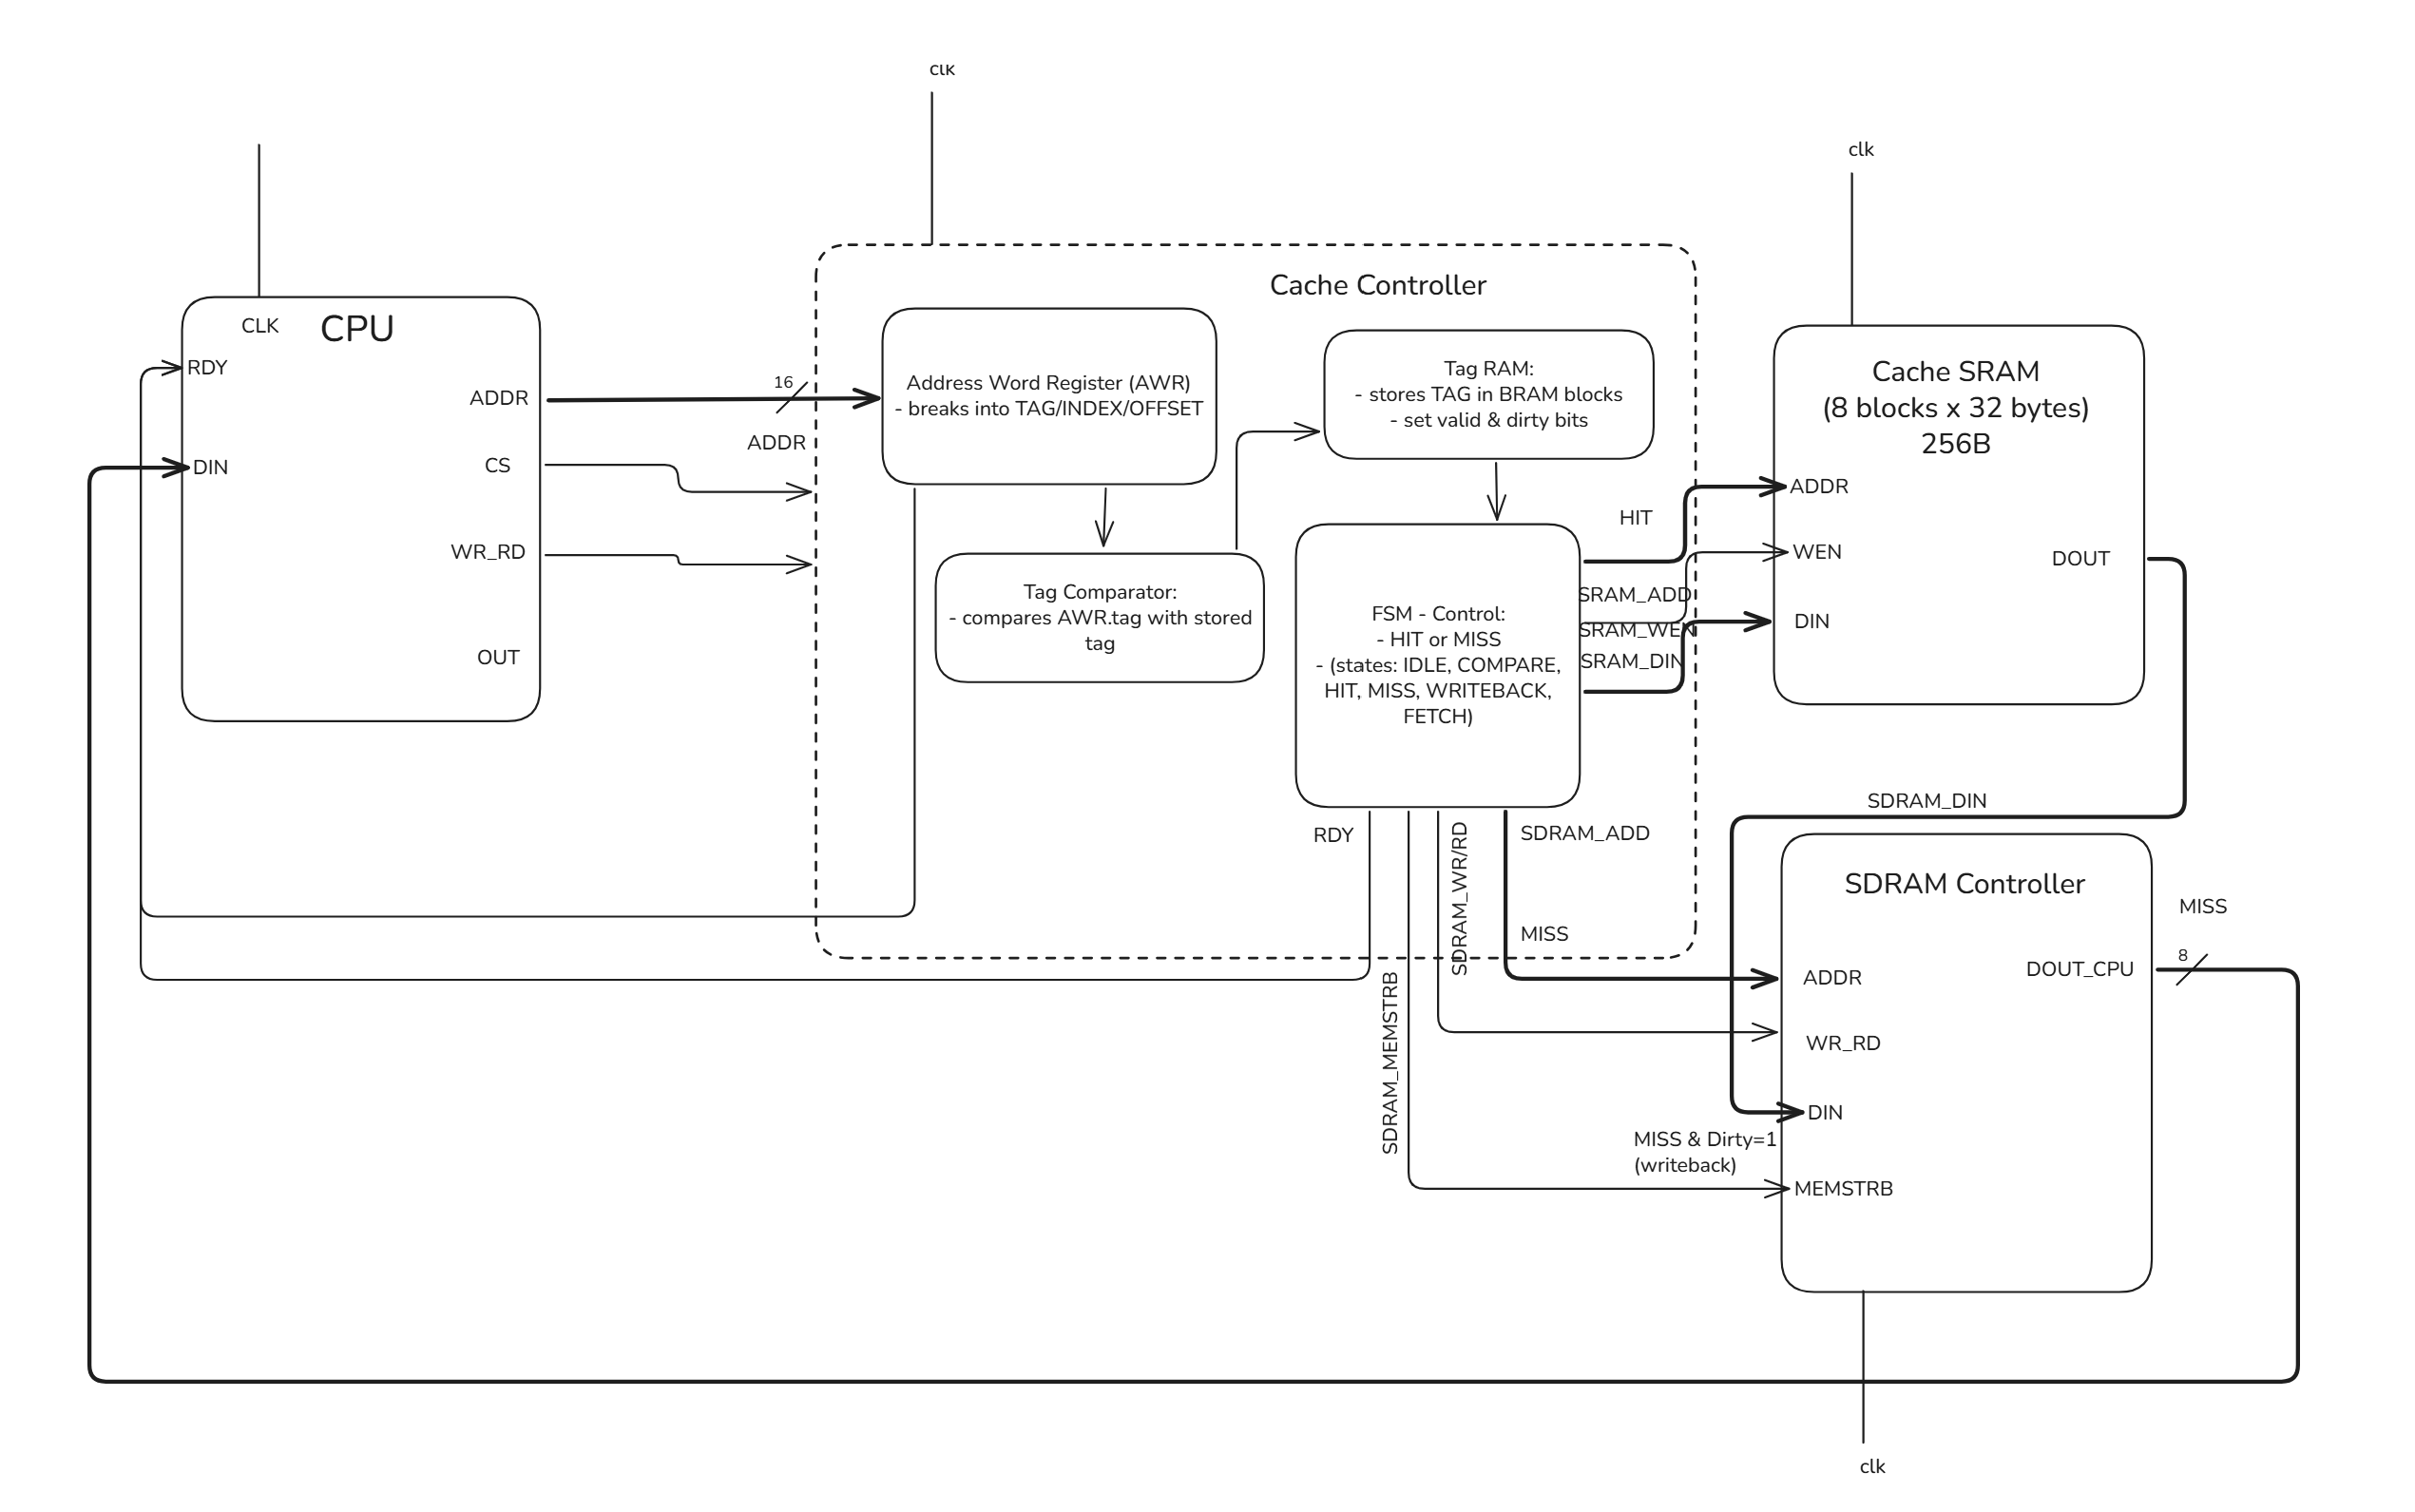 clk
clk
CLK
CPU
RDY
ADDR
DIN
CS
WR_RD
OUT
16
ADDR
Cache Controller
Address Word Register (AWR)
- breaks into TAG/INDEX/OFFSET
Tag RAM:
- stores TAG in BRAM blocks
- set valid & dirty bits
Tag Comparator:
- compares AWR.tag with stored
tag
FSM - Control:
- HIT or MISS
- (states: IDLE, COMPARE,
HIT, MISS, WRITEBACK,
FETCH)
HIT
SRAM_ADD
SRAM_WEN
SRAM_DIN
Cache SRAM
(8 blocks x 32 bytes)
256B
ADDR
WEN
DOUT
DIN
RDY
SDRAM_WR/RD
SDRAM_ADD
MISS
SDRAM_MEMSTRB
SDRAM_DIN
SDRAM Controller
MISS
8
ADDR
DOUT_CPU
WR_RD
DIN
MISS & Dirty=1
(writeback)
MEMSTRB
clk